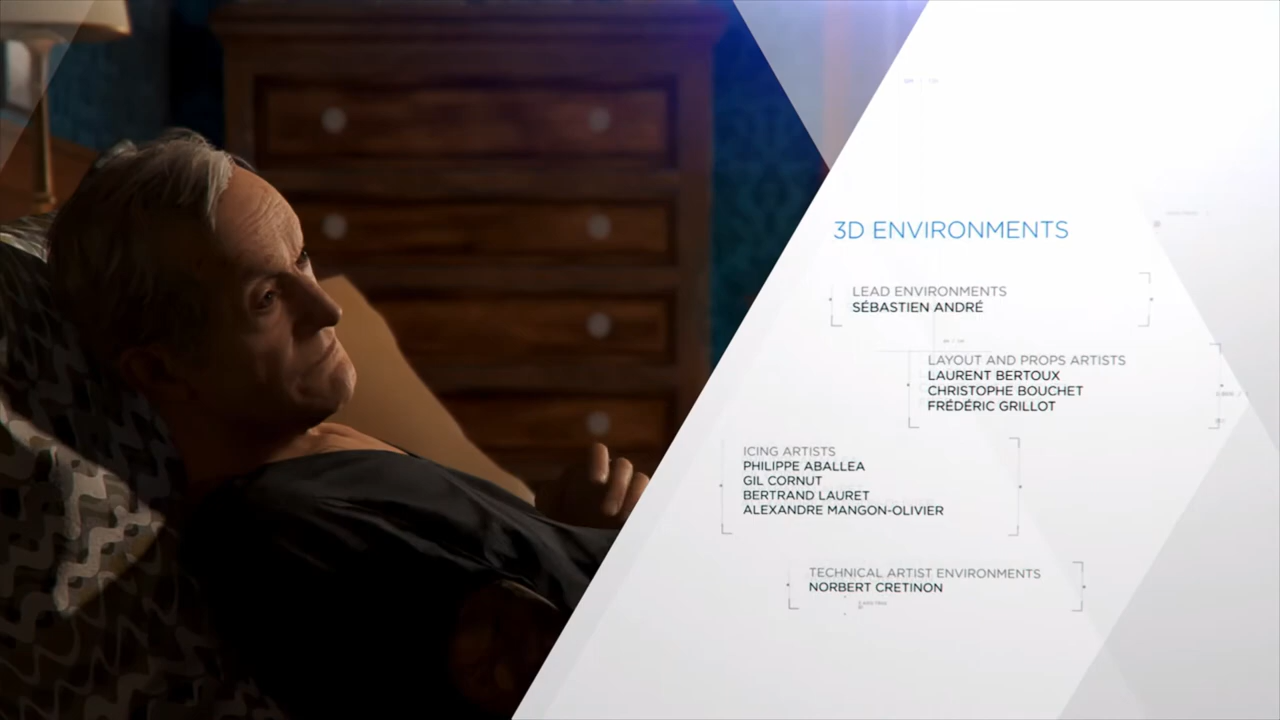 3D ENVIRONMENTS
LEAD ENVIRONMENTS
SÉBASTIEN ANDRÉ
LAYOUT AND PROPS ARTISTS
LAURENT BERTOUX
CHRISTOPHE BOUCHET
FRÉDÉRIC GRILLOT
ICING ARTISTS
PHILIPPE ABALLEA
GIL CORNUT
BERTRAND LAURET
ALEXANDRE MANGON-OLIVIER
TECHNICAL ARTIST ENVIRONMENTS
NORBERT CRETINON